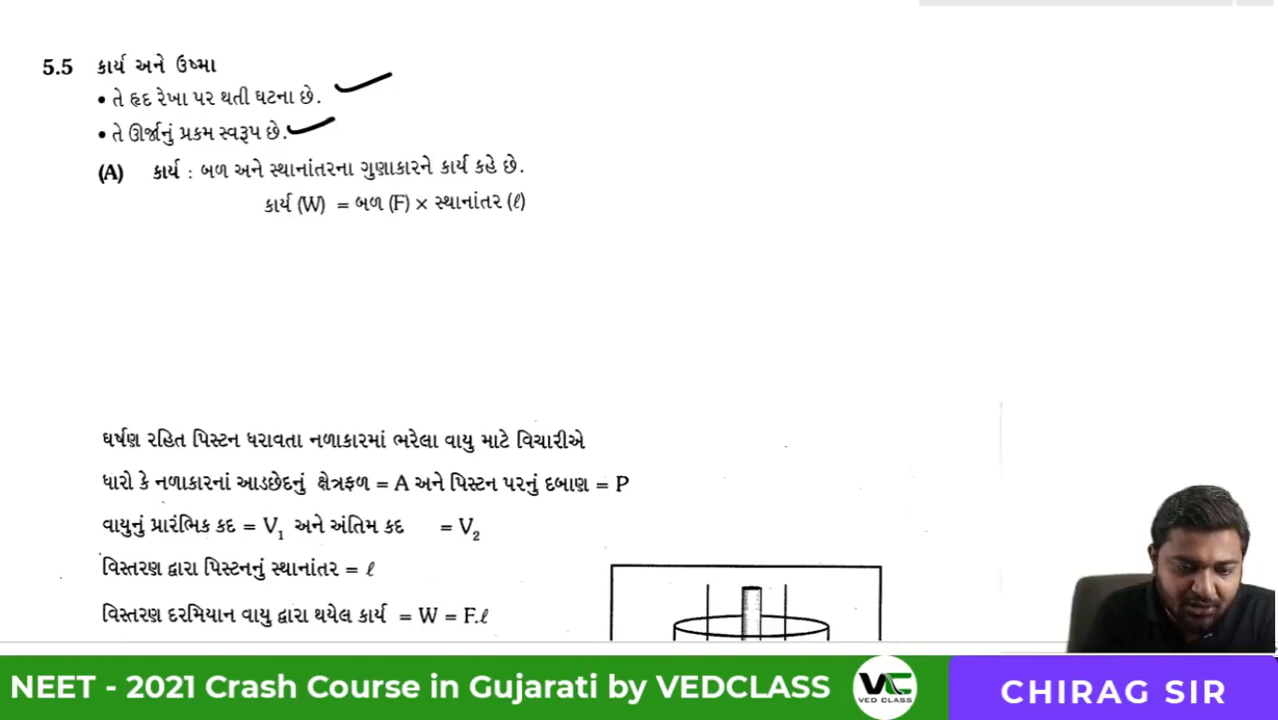 5.5 કાર્ય અને ઉષ્મા
• તે હૃદ રેખા પર થતી ઘટના છે.
• તે ઊર્જાનું પ્રક્રમ સ્વરૂપ છે.
(A) કાર્ય : બળ અને સ્થાનાંતરના ગુણાકારને કાર્ય કહે છે.
કાર્ય (W) = બળ (F) × સ્થાનાંતર (ℓ)
ઘર્ષણ રહિત પિસ્ટન ધરાવતા નળાકારમાં ભરેલા વાયુ માટે વિચારીએ
ધારો કે નળાકારનાં આડછેદનું ક્ષેત્રફળ = A અને પિસ્ટન પરનું દબાણ = P
વાયુનું પ્રારંભિક કદ = V₁ અને અંતિમ કદ = V₂
વિસ્તરણ દ્વારા પિસ્ટનનું સ્થાનાંતર = ℓ
વિસ્તરણ દરમિયાન વાયુ દ્વારા થયેલ કાર્ય = W = F.ℓ
NEET - 2021 Crash Course in Gujarati by VEDCLASS
VC
VED CLASS
CHIRAG SIR